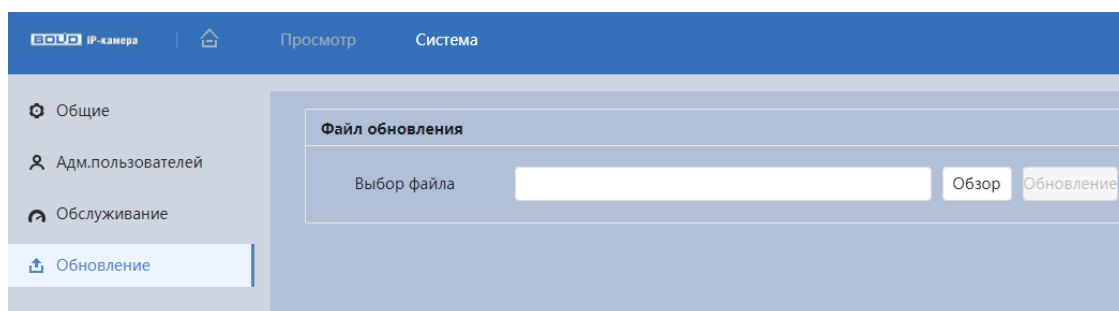 BOLID IP-камера Просмотр Система
Общие
Файл обновления
Адм.пользователей
Выбор файла Обзор Обновление
Обслуживание
Обновление